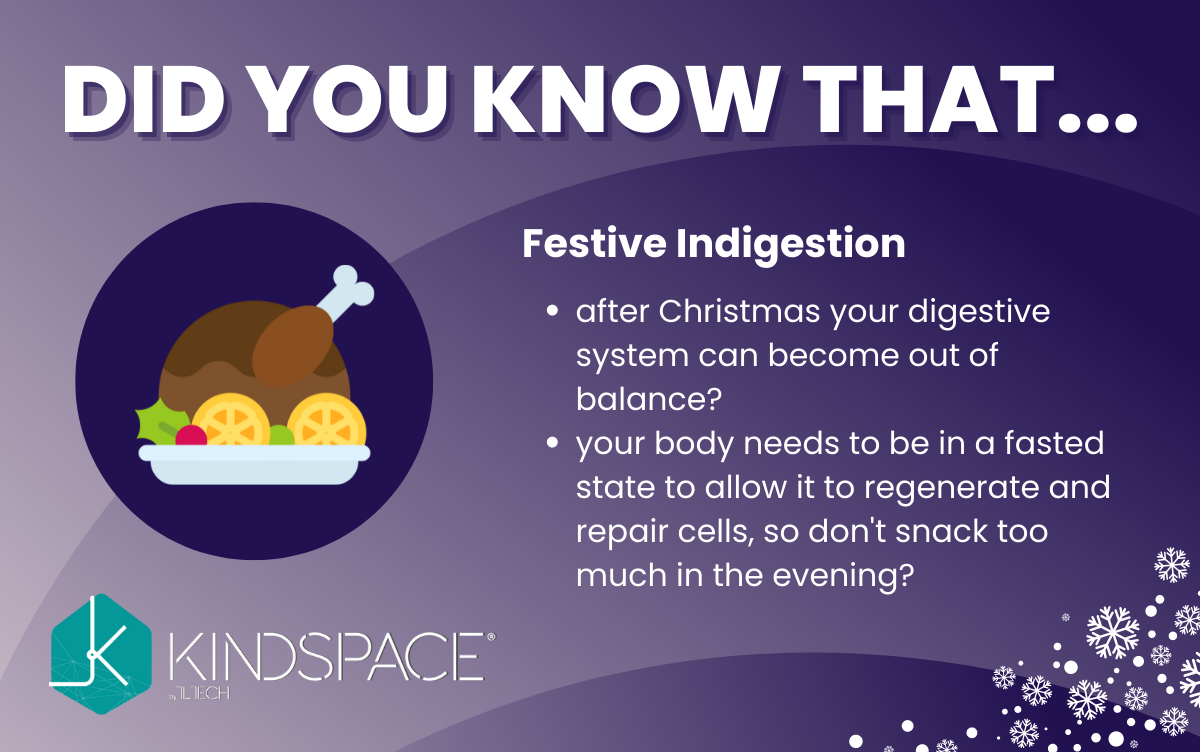 DID YOU KNOW THAT...
Festive Indigestion
• after Christmas your digestive
system can become out of
balance?
• your body needs to be in a fasted
state to allow it to regenerate and
repair cells, so don't snack too
much in the evening?
KINDSPACE®
by TLTECH